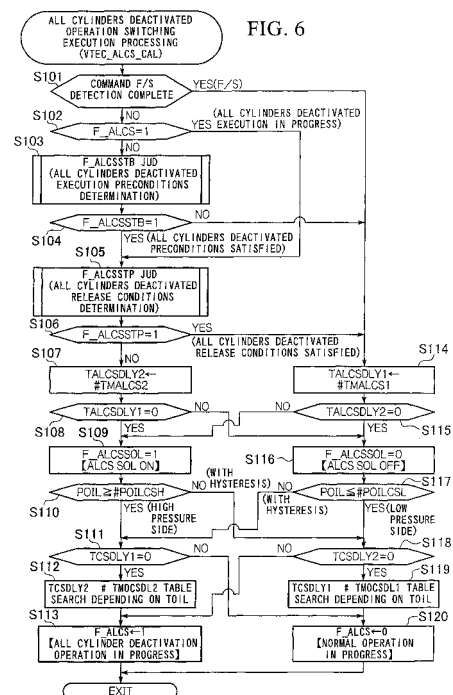 FIG. 6
ALL CYLINDERS DEACTIVATED
OPERATION SWITCHING
EXECUTION PROCESSING
(VTEC_ALCS_CAL)
S101
COMMAND F/S
DETECTION COMPLETE
YES(F/S)
NO
S102
F_ALCS=1
YES
(ALL CYLINDERS DEACTIVATED
EXECUTION IN PROGRESS)
NO
S103
F_ALCSSTB JUD
(ALL CYLINDERS DEACTIVATED
EXECUTION PRECONDITIONS
DETERMINATION)
S104
F_ALCSSTB=1
NO
YES
(ALL CYLINDERS DEACTIVATED
PRECONDITIONS SATISFIED)
S105
F_ALCSSTP JUD
(ALL CYLINDERS DEACTIVATED
RELEASE CONDITIONS
DETERMINATION)
S106
F_ALCSSTP=1
YES
(ALL CYLINDERS DEACTIVATED
RELEASE CONDITIONS SATISFIED)
NO
S107
TALCSDLY2←
#TMALCS2
S114
TALCSDLY1←
#TMALCS1
S108
TALCSDLY1=0
NO
YES
S115
TALCSDLY2=0
NO
YES
S109
F_ALCSSOL=1
【ALCS SOL ON】
S116
F_ALCSSOL=0
【ALCS SOL OFF】
S110
POIL≧#POILCSH
NO
(WITH
HYSTERESIS)
YES
(HIGH
PRESSURE
SIDE)
S117
POIL≦#POILCSL
NO
(WITH
HYSTERESIS)
YES
(LOW
PRESSURE
SIDE)
S111
TCSDLY1=0
NO
YES
S118
TCSDLY2=0
NO
YES
S112
TCSDLY2 # TMOCSDL2 TABLE
SEARCH DEPENDING ON TOIL
S119
TCSDLY1 # TMOCSDL1 TABLE
SEARCH DEPENDING ON TOIL
S113
F_ALCS←1
【ALL CYLINDER DEACTIVATION
OPERATION IN PROGRESS】
S120
F_ALCS←0
【NORMAL OPERATION
IN PROGRESS】
EXIT